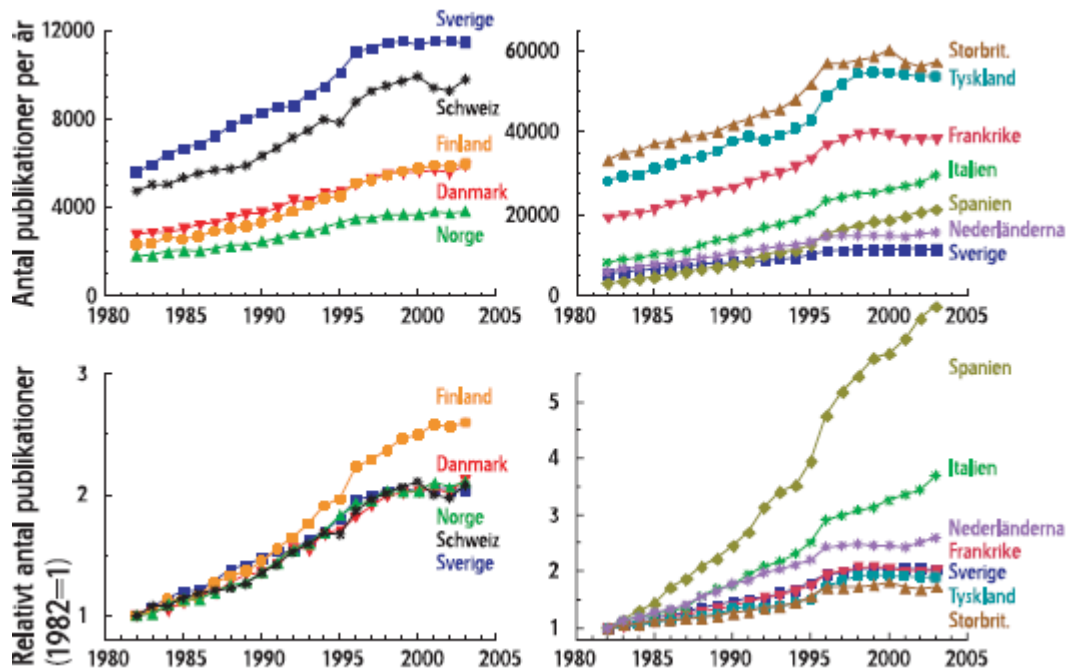 Antal publikationer per år
12000
8000
4000
0
Sverige
Schweiz
Finland
Danmark
Norge
1980 1985 1990 1995 2000 2005
60000
40000
20000
0
Storbrit.
Tyskland
Frankrike
Italien
Spanien
Nederländerna
Sverige
1980 1985 1990 1995 2000 2005
Relativt antal publikationer
(1982=1)
3
2
1
Finland
Danmark
Norge
Schweiz
Sverige
1980 1985 1990 1995 2000 2005
5
4
3
2
1
Spanien
Italien
Nederländerna
Frankrike
Sverige
Tyskland
Storbrit.
1980 1985 1990 1995 2000 2005